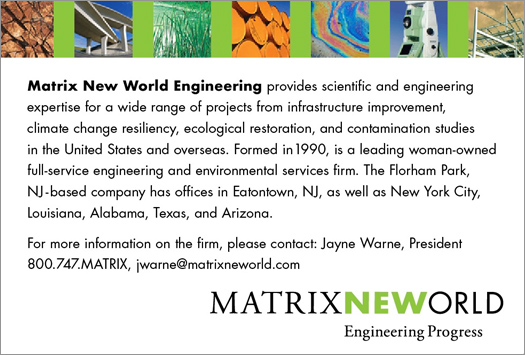 Matrix New World Engineering provides scientific and engineering
expertise for a wide range of projects from infrastructure improvement,
climate change resiliency, ecological restoration, and contamination studies
in the United States and overseas. Formed in1990, is a leading woman-owned
full-service engineering and environmental services firm. The Florham Park,
NJ-based company has offices in Eatontown, NJ, as well as New York City,
Louisiana, Alabama, Texas, and Arizona.
For more information on the firm, please contact: Jayne Warne, President
800.747.MATRIX, jwarne@matrixneworld.com
MATRIXNEWORLD
Engineering Progress